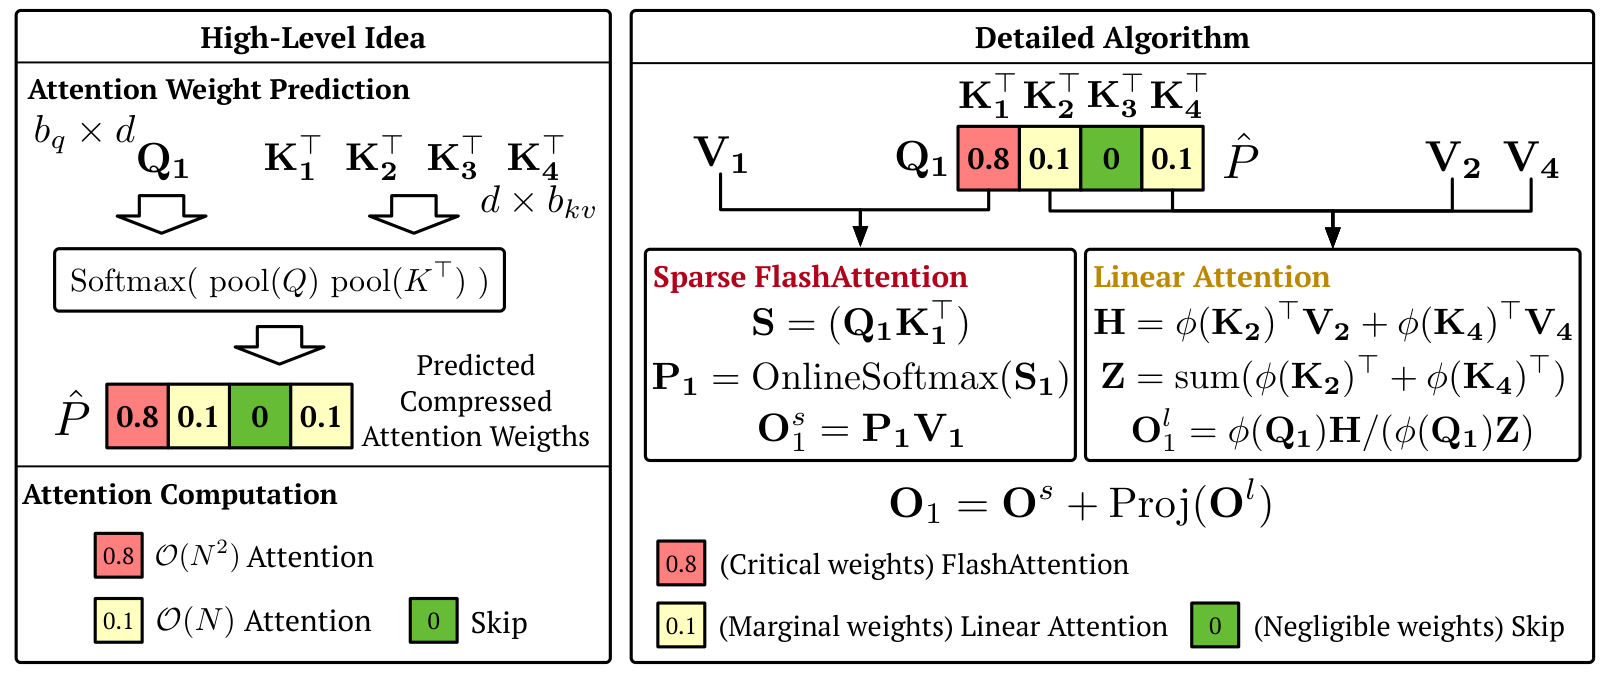 High-Level Idea
Attention Weight Prediction
b_q × d
Q₁ K₁^⊤ K₂^⊤ K₃^⊤ K₄^⊤
d × b_{kv}
Softmax( pool(Q) pool(K^⊤) )
P̂ 0.8 0.1 0 0.1
Predicted
Compressed
Attention Weigths
Attention Computation
0.8 𝒪(N²) Attention
0.1 𝒪(N) Attention 0 Skip
Detailed Algorithm
K₁^⊤ K₂^⊤ K₃^⊤ K₄^⊤
V₁ Q₁ 0.8 0.1 0 0.1 P̂ V₂ V₄
Sparse FlashAttention
S = (Q₁K₁^⊤)
P₁ = OnlineSoftmax(S₁)
O₁^s = P₁V₁
Linear Attention
H = ϕ(K₂)^⊤V₂ + ϕ(K₄)^⊤V₄
Z = sum(ϕ(K₂)^⊤ + ϕ(K₄)^⊤)
O₁^l = ϕ(Q₁)H/(ϕ(Q₁)Z)
O₁ = O^s + Proj(O^l)
0.8 (Critical weights) FlashAttention
0.1 (Marginal weights) Linear Attention 0 (Negligible weights) Skip